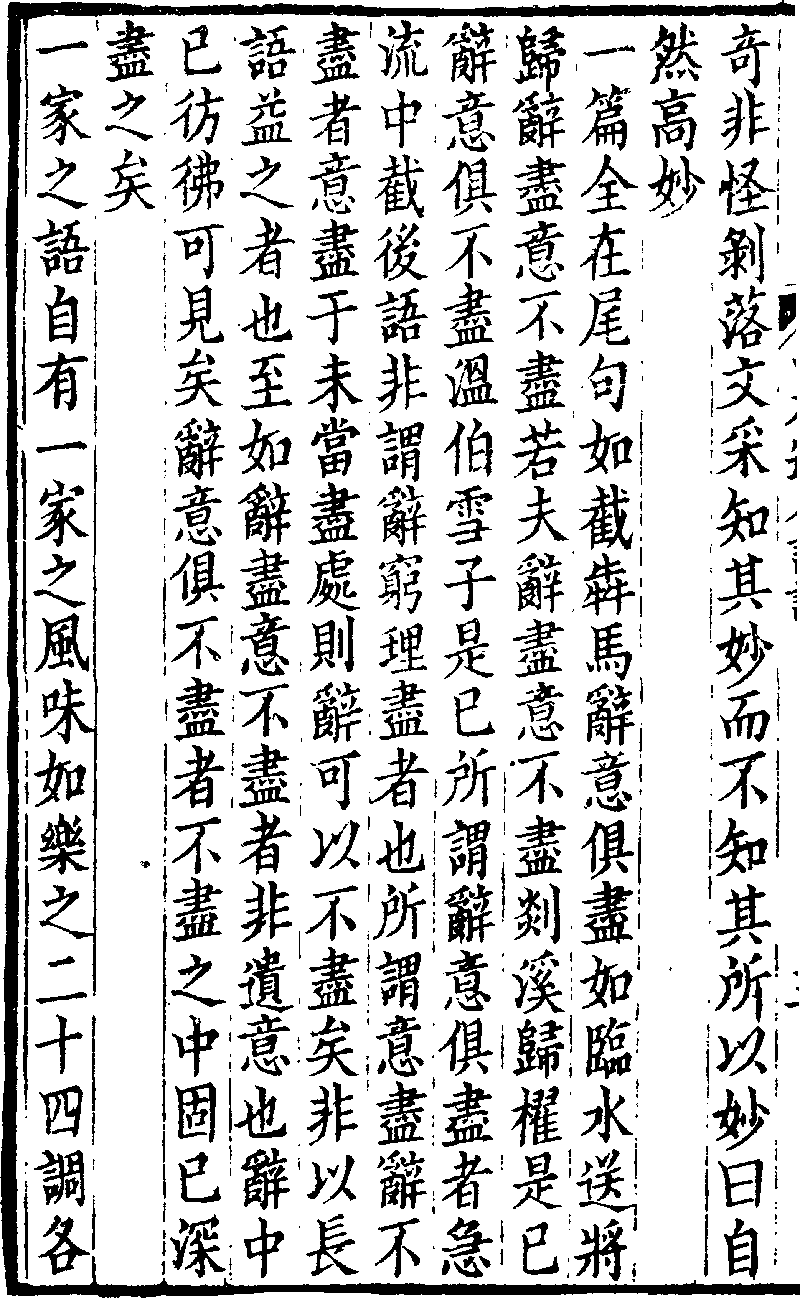 奇非怪剝落文采知其妙而不知其所以妙曰自
然高妙
一篇全在尾句如截犇馬辭意俱盡如臨水送將
歸辭盡意不盡若夫辭盡意不盡剡溪歸櫂是已
辭意俱不盡溫伯雪子是已所謂辭意俱盡者急
流中截後語非謂辭窮理盡者也所謂意盡辭不
盡者意盡于未當盡處則辭可以不盡矣非以長
語益之者也至如辭盡意不盡者非遺意也辭中
已彷彿可見矣辭意俱不盡者不盡之中固已深
盡之矣
一家之語自有一家之風味如樂之二十四調各